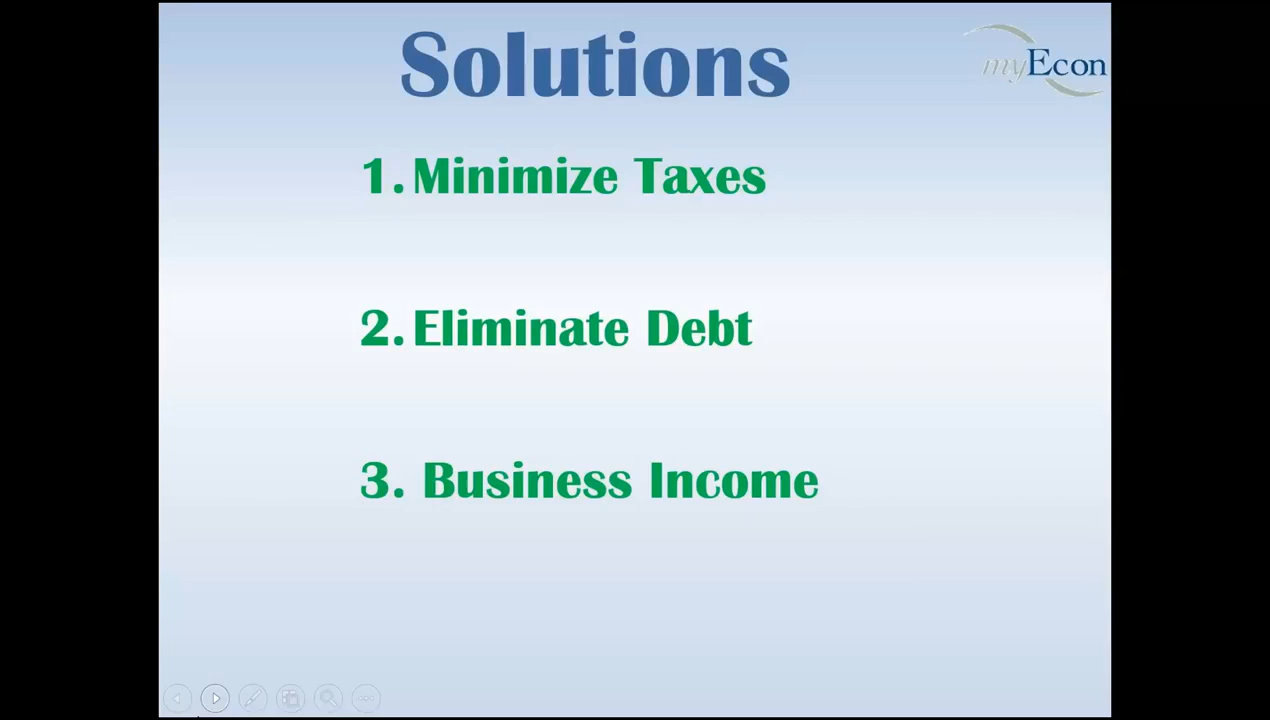 Solutions
myEcon
1. Minimize Taxes
2. Eliminate Debt
3. Business Income